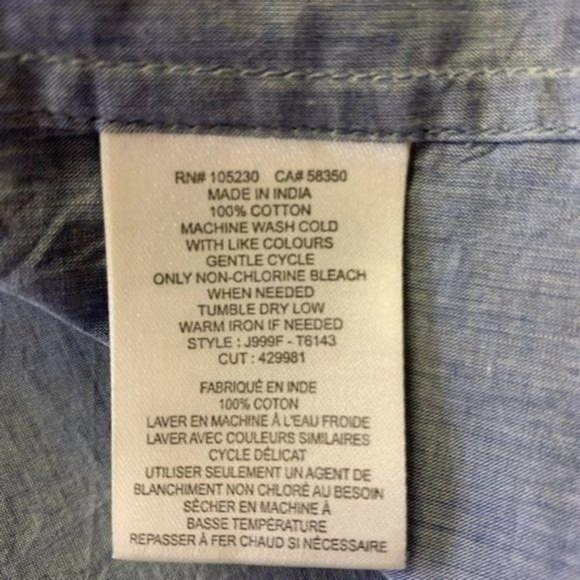 RN# 105230 CA# 58350
MADE IN INDIA
100% COTTON
MACHINE WASH COLD
WITH LIKE COLOURS
GENTLE CYCLE
ONLY NON-CHLORINE BLEACH
WHEN NEEDED
TUMBLE DRY LOW
WARM IRON IF NEEDED
STYLE : J999F - T6143
CUT : 429981
FABRIQUÉ EN INDE
100% COTON
LAVER EN MACHINE À L'EAU FROIDE
LAVER AVEC COULEURS SIMILAIRES
CYCLE DÉLICAT
UTILISER SEULEMENT UN AGENT DE
BLANCHIMENT NON CHLORÉ AU BESOIN
SÉCHER EN MACHINE À
BASSE TEMPÉRATURE
REPASSER À FER CHAUD SI NÉCESSAIRE